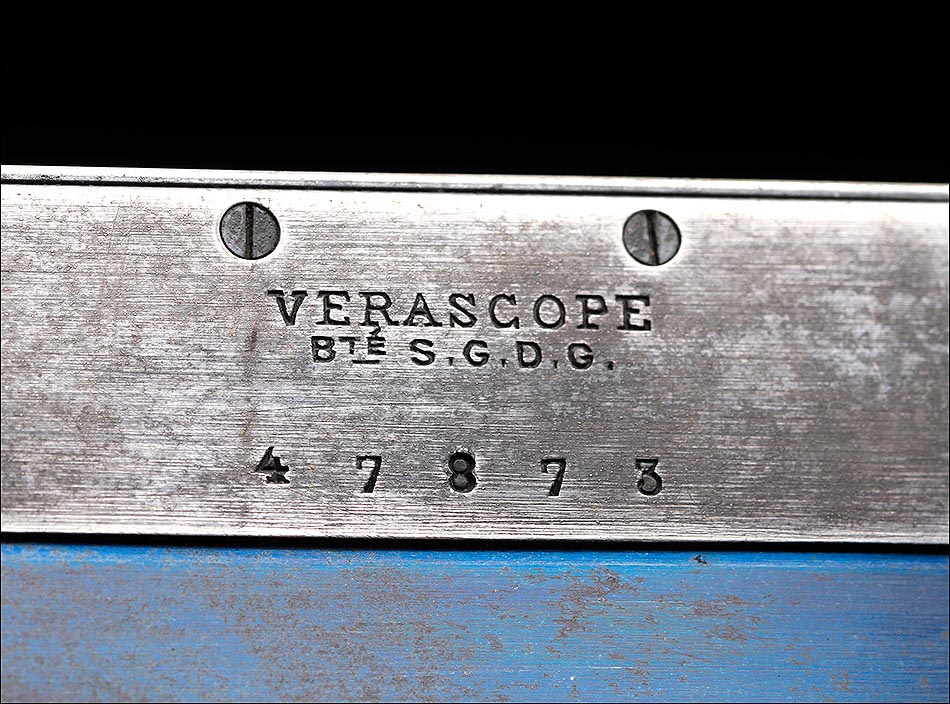 VERASCOPE
BTÉ S.G.D.G.
4 7 8 7 3